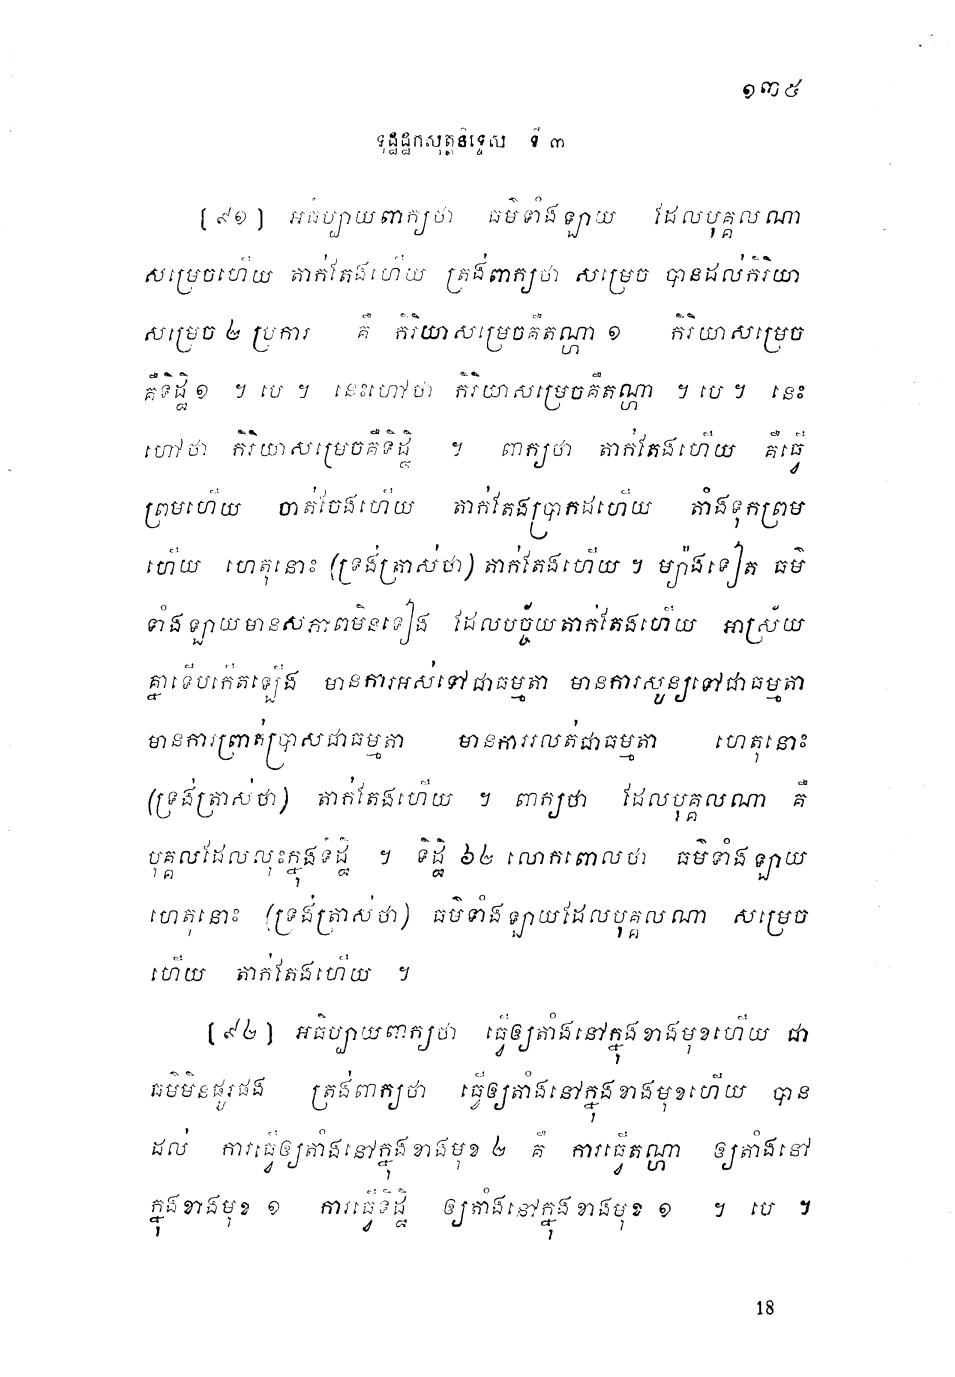 ១៣៥
ទុដ្ឋដ្ឋកសុត្តនិទ្ទេស ទី ៣
[៩១] អធិប្បាយពាក្យថា ធម៌ទាំងឡាយ ដែលបុគ្គលណា
សម្រេចហើយ តាក់តែងហើយ ត្រង់ពាក្យថា សម្រេច បានដល់កិរិយា
សម្រេច ២ ប្រការ គឺ កិរិយាសម្រេចគឺតណ្ហា ១ កិរិយាសម្រេច
គឺទិដ្ឋិ ១ ។ បេ ។ នេះហៅថា កិរិយាសម្រេចគឺតណ្ហា ។ បេ ។ នេះ
ហៅថា កិរិយាសម្រេចគឺទិដ្ឋិ ។ ពាក្យថា តាក់តែងហើយ គឺធ្វើ
ព្រមហើយ ចាត់ចែងហើយ តាក់តែងប្រាកដហើយ តាំងទុកព្រម
ហើយ ហេតុនោះ (ទ្រង់ត្រាស់ថា) តាក់តែងហើយ ។ ម្យ៉ាងទៀត ធម៌
ទាំងឡាយមានសភាពមិនទៀង ដែលបច្ច័យតាក់តែងហើយ អាស្រ័យ
គ្នាទើបកើតឡើង មានការអស់ទៅជាធម្មតា មានការសូន្យទៅជាធម្មតា
មានការព្រាត់ប្រាសជាធម្មតា មានការរលត់ជាធម្មតា ហេតុនោះ
(ទ្រង់ត្រាស់ថា) តាក់តែងហើយ ។ ពាក្យថា ដែលបុគ្គលណា គឺ
បុគ្គលដែលលុះក្នុងទិដ្ឋិ ។ ទិដ្ឋិ ៦២ លោកពោលថា ធម៌ទាំងឡាយ
ហេតុនោះ (ទ្រង់ត្រាស់ថា) ធម៌ទាំងឡាយដែលបុគ្គលណា សម្រេច
ហើយ តាក់តែងហើយ ។
[៩២] អធិប្បាយពាក្យថា ធ្វើឲ្យតាំងនៅក្នុងខាងមុខហើយ ជា
ធម៌មិនផូរផង់ ត្រង់ពាក្យថា ធ្វើឲ្យតាំងនៅក្នុងខាងមុខហើយ បាន
ដល់ ការធ្វើឲ្យតាំងនៅក្នុងខាងមុខ ២ គឺ ការធ្វើតណ្ហា ឲ្យតាំងនៅ
ក្នុងខាងមុខ ១ ការធ្វើទិដ្ឋិ ឲ្យតាំងនៅក្នុងខាងមុខ ១ ។ បេ ។
18